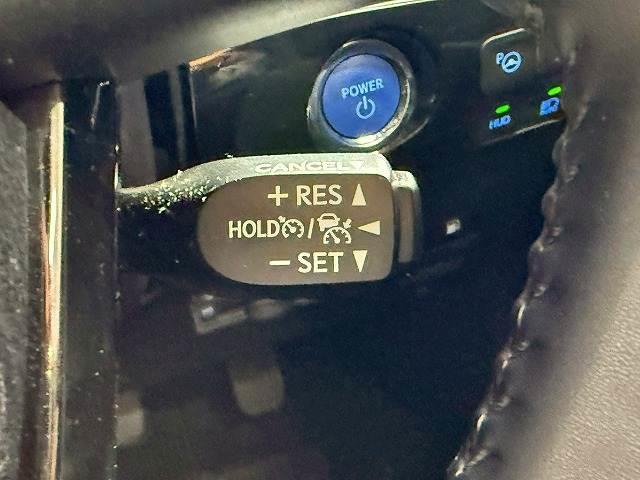 POWER
P
HUD
CANCEL▼
+ RES ▲
HOLD / ◀
− SET ▼